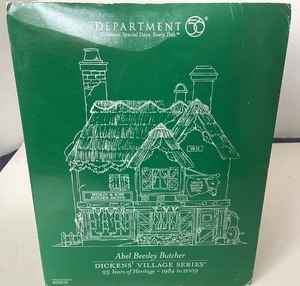 DEPARTMENT 56
Holidays. Special Days. Every Day.™
Abel Beesley Butcher
DICKENS' VILLAGE SERIES®
25 Years of Heritage - 1984 to 2009